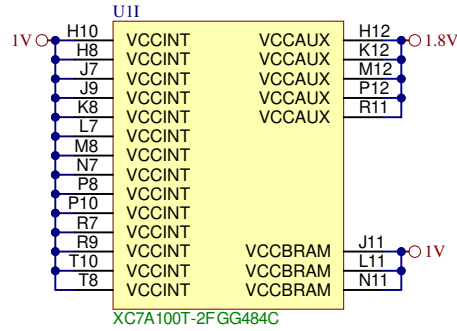 U1I
1V H10 VCCINT VCCAUX H12 1.8V
H8 VCCINT VCCAUX K12
J7 VCCINT VCCAUX M12
J9 VCCINT VCCAUX P12
K8 VCCINT VCCAUX R11
L7 VCCINT
M8 VCCINT
N7 VCCINT
P8 VCCINT
P10 VCCINT
R7 VCCINT
R9 VCCINT VCCBRAM J11 1V
T10 VCCINT VCCBRAM L11
T8 VCCINT VCCBRAM N11
XC7A100T-2FGG484C